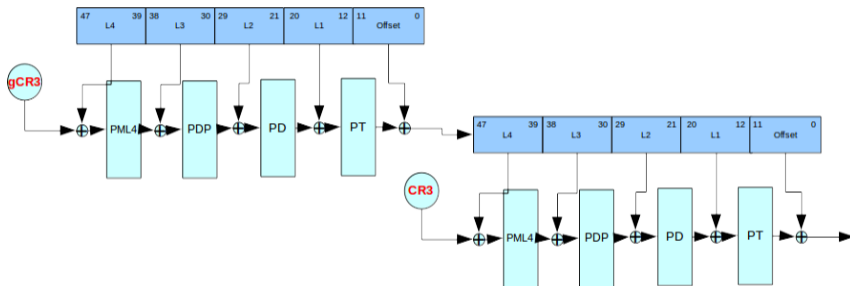 47 39 38 30 29 21 20 12 11 0
L4 L3 L2 L1 Offset
gCR3
PML4 PDP PD PT
47 39 38 30 29 21 20 12 11 0
L4 L3 L2 L1 Offset
CR3
PML4 PDP PD PT